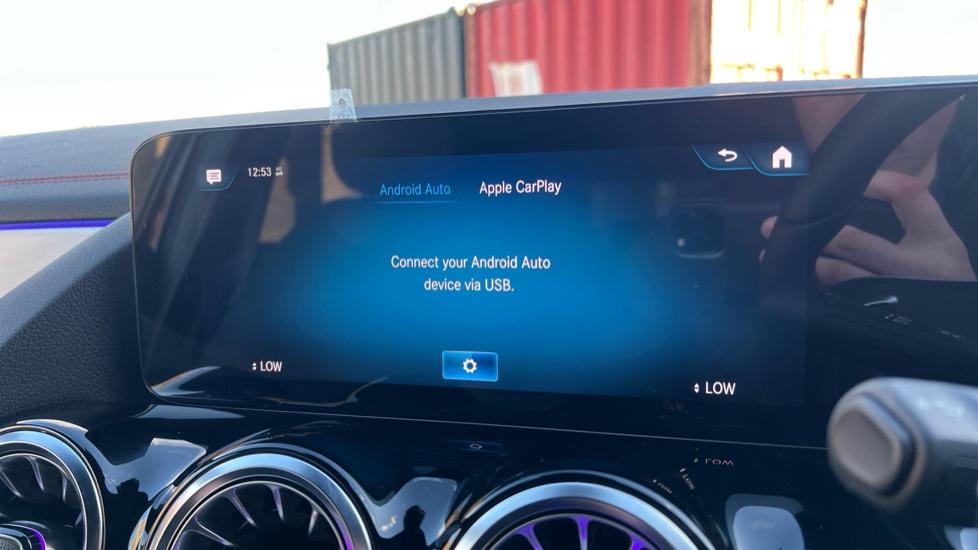 12:53
Android Auto
Apple CarPlay
Connect your Android Auto
device via USB.
LOW
LOW